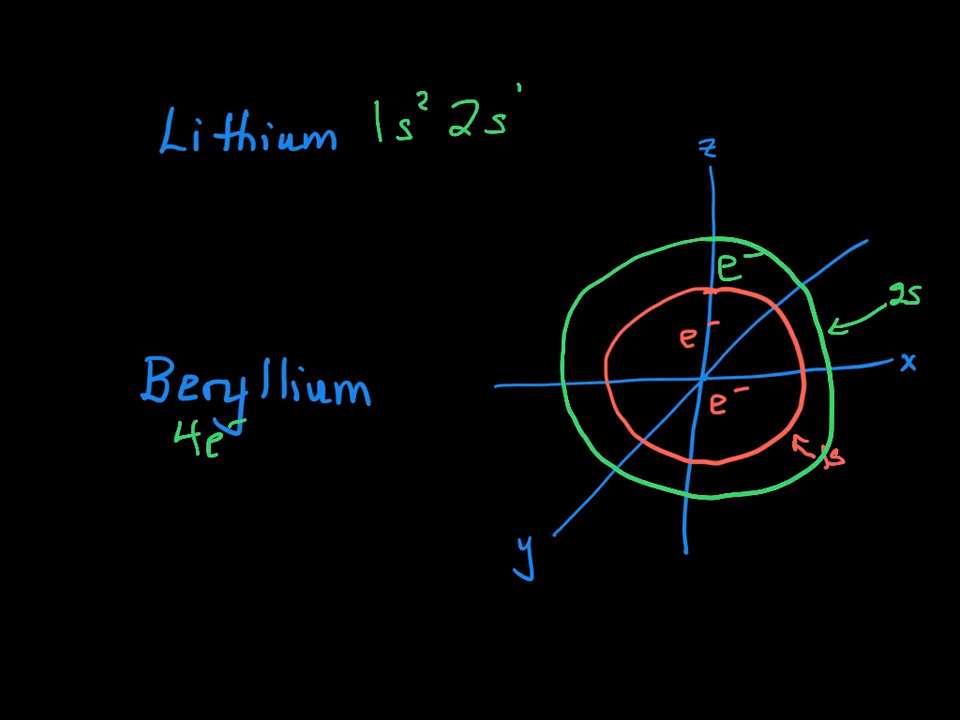 Lithium 1s² 2s¹
z
e⁻
2s
e⁻
x
Beryllium
e⁻
4e⁻
1s
y